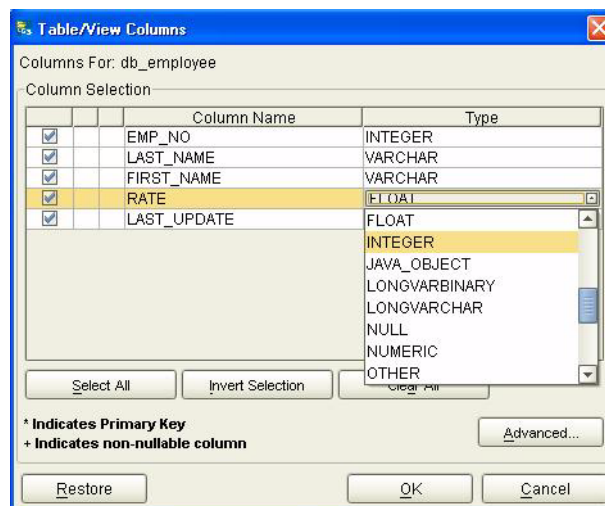 Table/View Columns
Columns For: db_employee
Column Selection
Column Name Type
EMP_NO INTEGER
LAST_NAME VARCHAR
FIRST_NAME VARCHAR
RATE FLOAT
LAST_UPDATE
FLOAT
INTEGER
JAVA_OBJECT
LONGVARBINARY
LONGVARCHAR
NULL
NUMERIC
OTHER
Select All Invert Selection Clear All
* Indicates Primary Key
+ Indicates non-nullable column
Advanced...
Restore OK Cancel